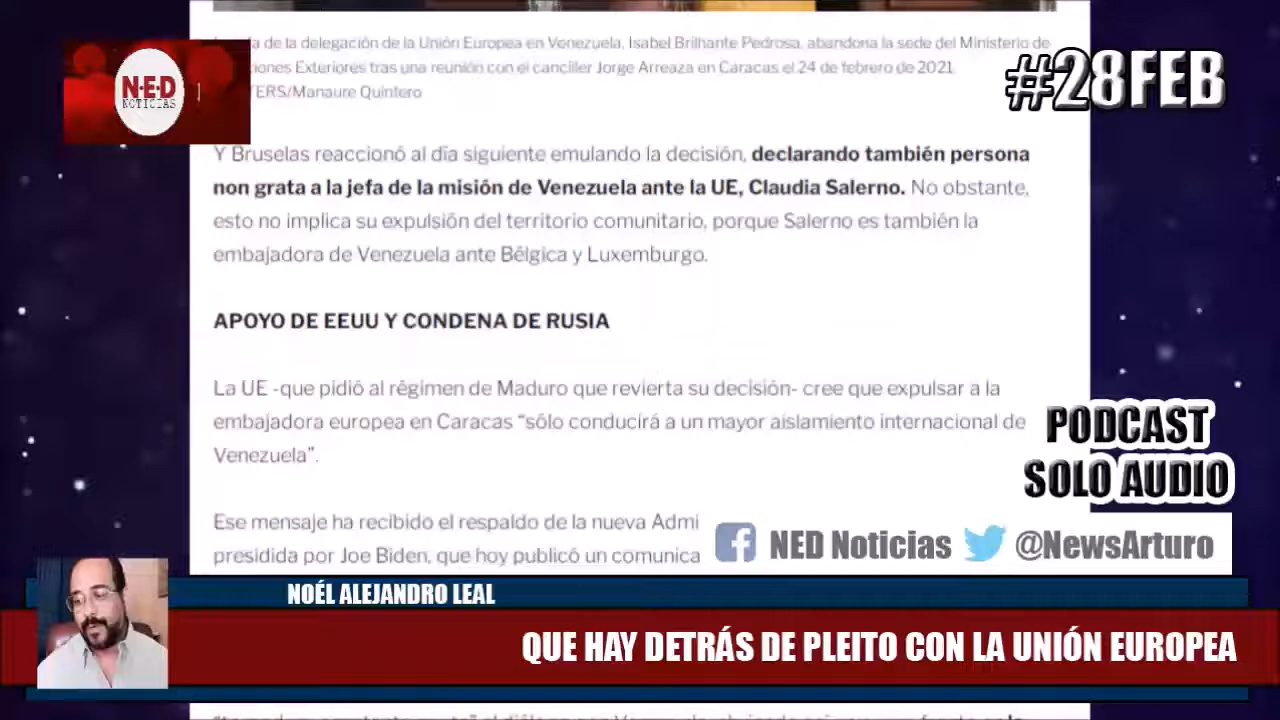 de la delegación de la Unión Europea en Venezuela, Isabel Brilhante Pedrosa, abandona la sede del Ministerio de
Exteriores tras una reunión con el canciller Jorge Arreaza en Caracas el 24 de febrero de 2021.
/Manaure Quintero
N·E·D
NOTICIAS
#28FEB
Y Bruselas reaccionó al día siguiente emulando la decisión, declarando también persona
non grata a la jefa de la misión de Venezuela ante la UE, Claudia Salerno. No obstante,
esto no implica su expulsión del territorio comunitario, porque Salerno es también la
embajadora de Venezuela ante Bélgica y Luxemburgo.
APOYO DE EEUU Y CONDENA DE RUSIA
La UE -que pidió al régimen de Maduro que revierta su decisión- cree que expulsar a la
embajadora europea en Caracas “sólo conducirá a un mayor aislamiento internacional de
Venezuela”.
PODCAST
SOLO AUDIO
Ese mensaje ha recibido el respaldo de la nueva Admi
presidida por Joe Biden, que hoy publicó un comunica
NED Noticias @NewsArturo
NOÉL ALEJANDRO LEAL
QUE HAY DETRÁS DE PLEITO CON LA UNIÓN EUROPEA